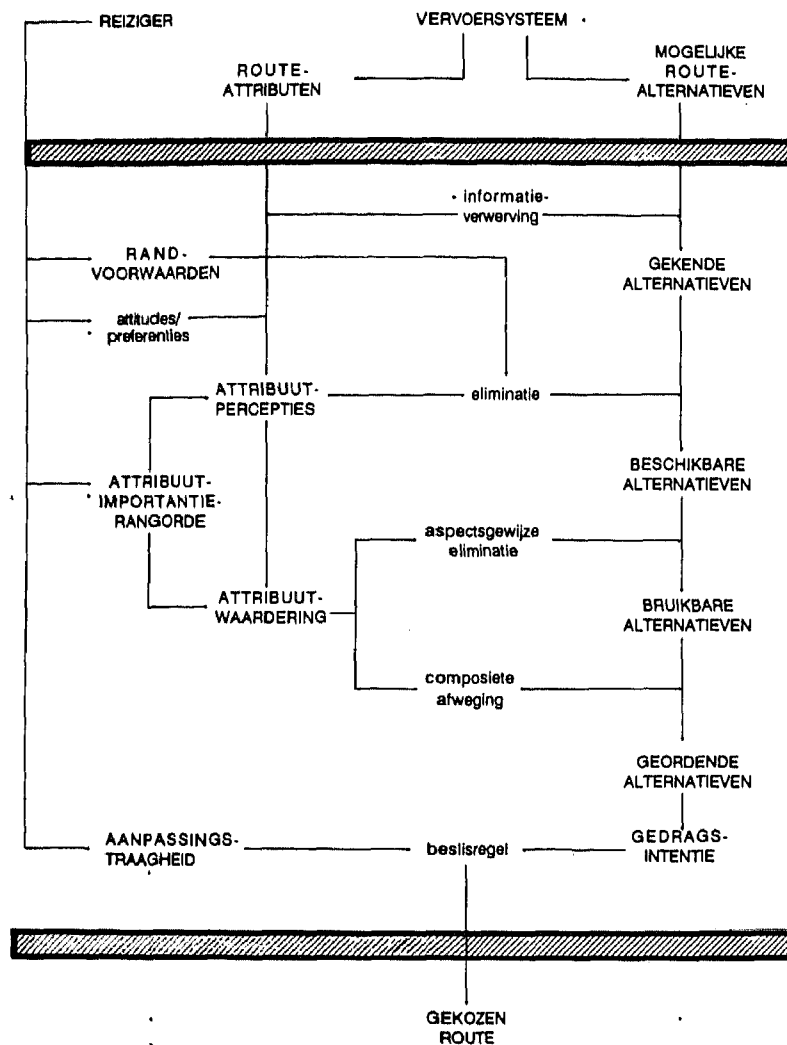 REIZIGER
VERVOERSYSTEEM
ROUTE-
ATTRIBUTEN
MOGELIJKE
ROUTE-
ALTERNATIEVEN
informatie-
verwerving
RAND-
VOORWAARDEN
GEKENDE
ALTERNATIEVEN
attitudes/
preferenties
ATTRIBUUT-
PERCEPTIES
eliminatie
BESCHIKBARE
ALTERNATIEVEN
ATTRIBUUT-
IMPORTANTIE-
RANGORDE
aspectsgewijze
eliminatie
ATTRIBUUT-
WAARDERING
BRUIKBARE
ALTERNATIEVEN
composiete
afweging
GEORDENDE
ALTERNATIEVEN
AANPASSINGS-
TRAAGHEID
beslisregel
GEDRAGS-
INTENTIE
GEKOZEN
ROUTE